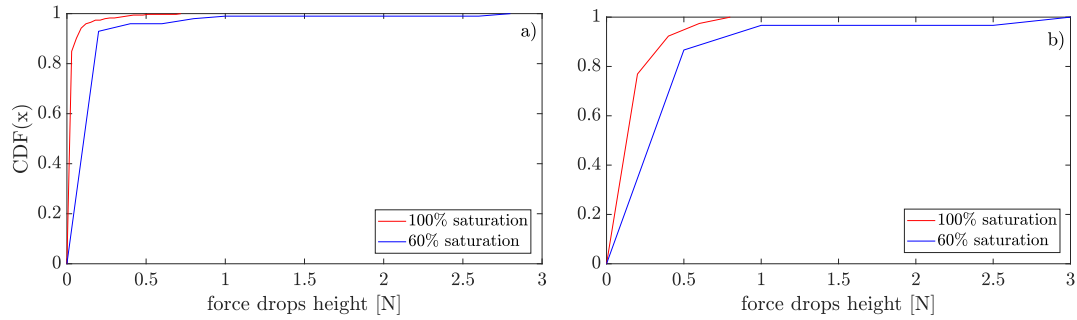 a)
CDF(x)
1
0.8
0.6
0.4
0.2
0
0 0.5 1 1.5 2 2.5 3
force drops height [N]
100% saturation
60% saturation
b)
1
0.8
0.6
0.4
0.2
0
0 0.5 1 1.5 2 2.5 3
force drops height [N]
100% saturation
60% saturation